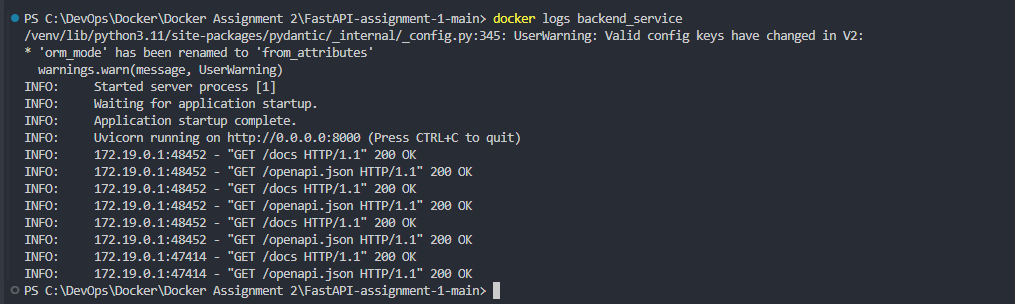 PS C:\DevOps\Docker\Docker Assignment 2\FastAPI-assignment-1-main> docker logs backend_service
/venv/lib/python3.11/site-packages/pydantic/_internal/_config.py:345: UserWarning: Valid config keys have changed in V2:
* 'orm_mode' has been renamed to 'from_attributes'
  warnings.warn(message, UserWarning)
INFO:     Started server process [1]
INFO:     Waiting for application startup.
INFO:     Application startup complete.
INFO:     Uvicorn running on http://0.0.0.0:8000 (Press CTRL+C to quit)
INFO:     172.19.0.1:48452 - "GET /docs HTTP/1.1" 200 OK
INFO:     172.19.0.1:48452 - "GET /openapi.json HTTP/1.1" 200 OK
INFO:     172.19.0.1:48452 - "GET /docs HTTP/1.1" 200 OK
INFO:     172.19.0.1:48452 - "GET /openapi.json HTTP/1.1" 200 OK
INFO:     172.19.0.1:48452 - "GET /docs HTTP/1.1" 200 OK
INFO:     172.19.0.1:48452 - "GET /openapi.json HTTP/1.1" 200 OK
INFO:     172.19.0.1:47414 - "GET /docs HTTP/1.1" 200 OK
INFO:     172.19.0.1:47414 - "GET /openapi.json HTTP/1.1" 200 OK
PS C:\DevOps\Docker\Docker Assignment 2\FastAPI-assignment-1-main>